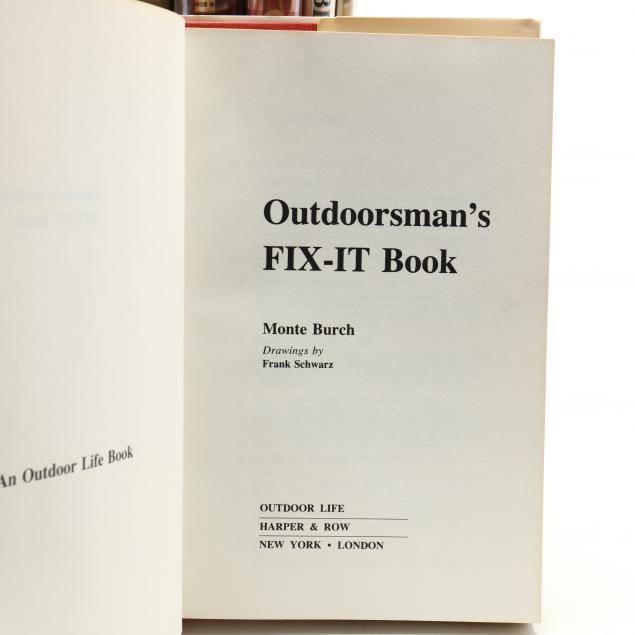 An Outdoor Life Book
Outdoorsman's
FIX-IT Book
Monte Burch
Drawings by
Frank Schwarz
OUTDOOR LIFE
HARPER & ROW
NEW YORK • LONDON